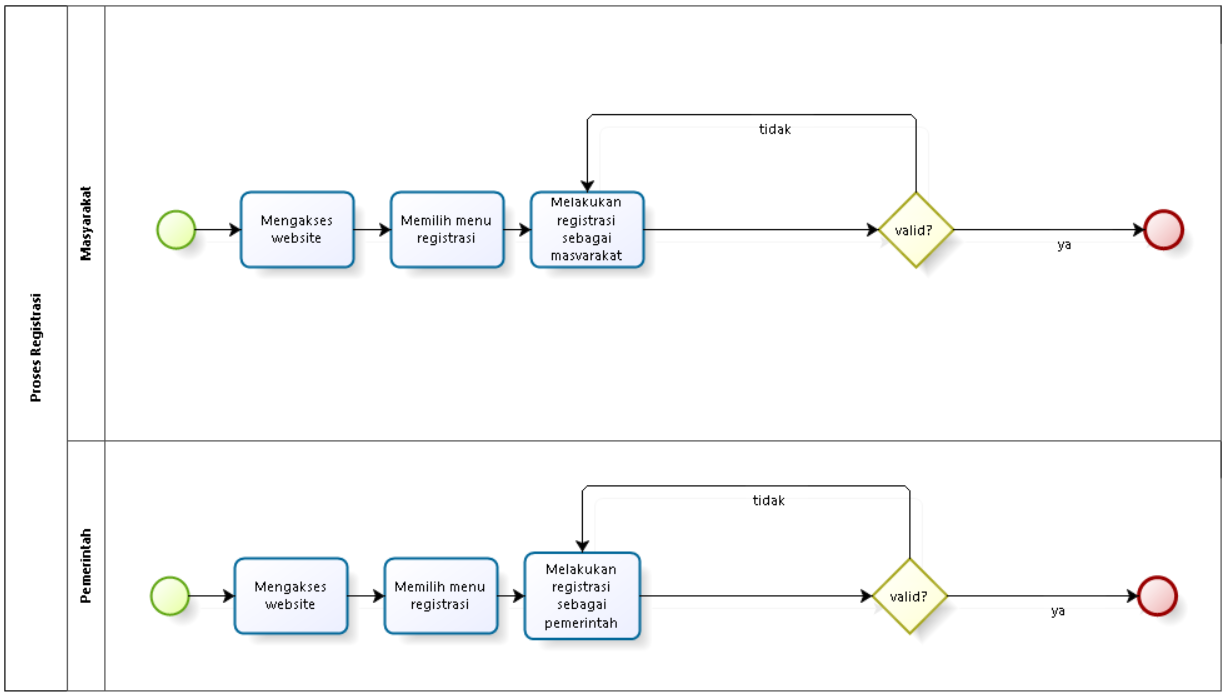 Proses Registrasi
Masyarakat
Mengakses
website
Memilih menu
registrasi
Melakukan
registrasi
sebagai
masvarakat
tidak
valid?
ya
Pemerintah
Mengakses
website
Memilih menu
registrasi
Melakukan
registrasi
sebagai
pemerintah
tidak
valid?
ya